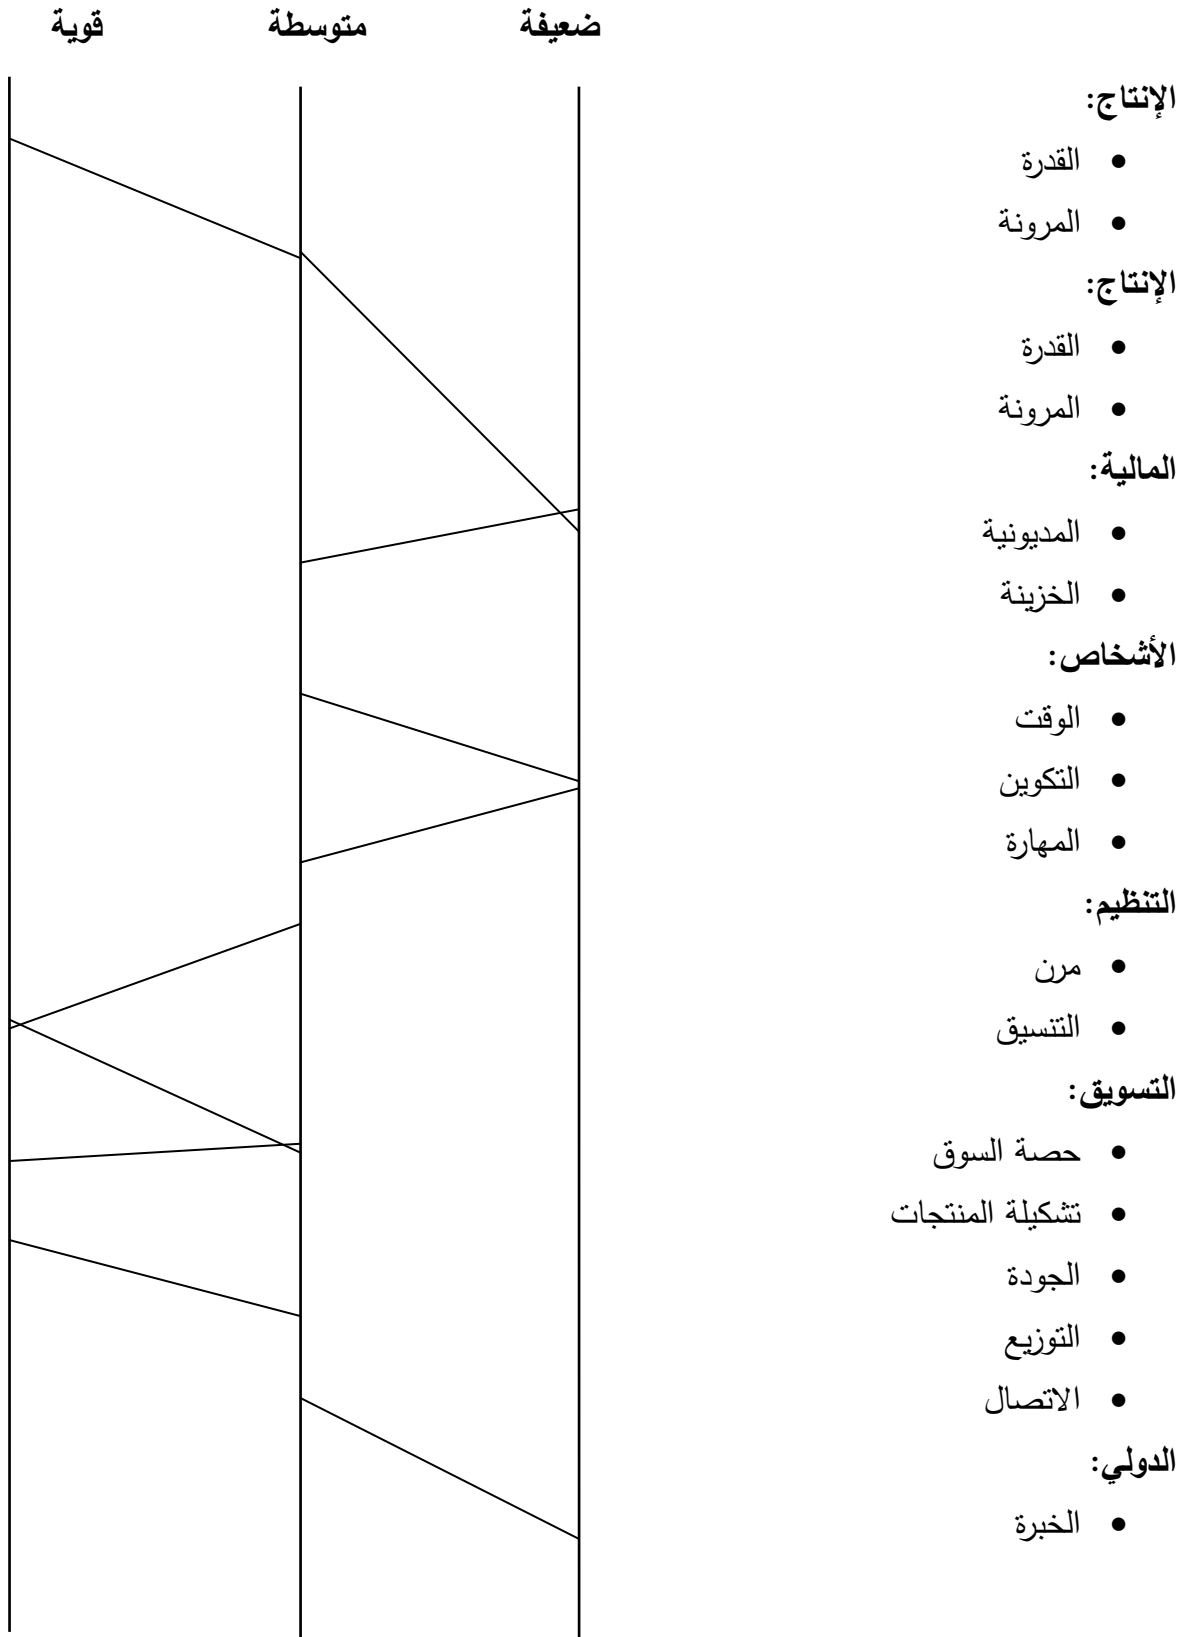 ضعيفة متوسطة قوية
الإنتاج:
• القدرة
• المرونة
الإنتاج:
• القدرة
• المرونة
المالية:
• المديونية
• الخزينة
الأشخاص:
• الوقت
• التكوين
• المهارة
التنظيم:
• مرن
• التنسيق
التسويق:
• حصة السوق
• تشكيلة المنتجات
• الجودة
• التوزيع
• الاتصال
الدولي:
• الخبرة